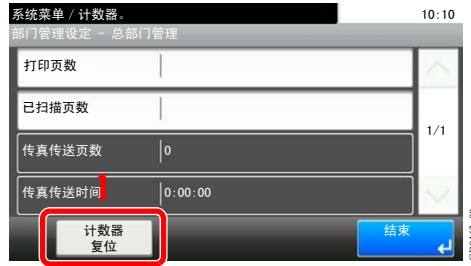 系统菜单 / 计数器。
10:10
部门管理设定 - 总部门管理
打印页数
已扫描页数
1/1
传真传送页数 0
传真传送时间 0:00:00
1
计数器
复位
结束